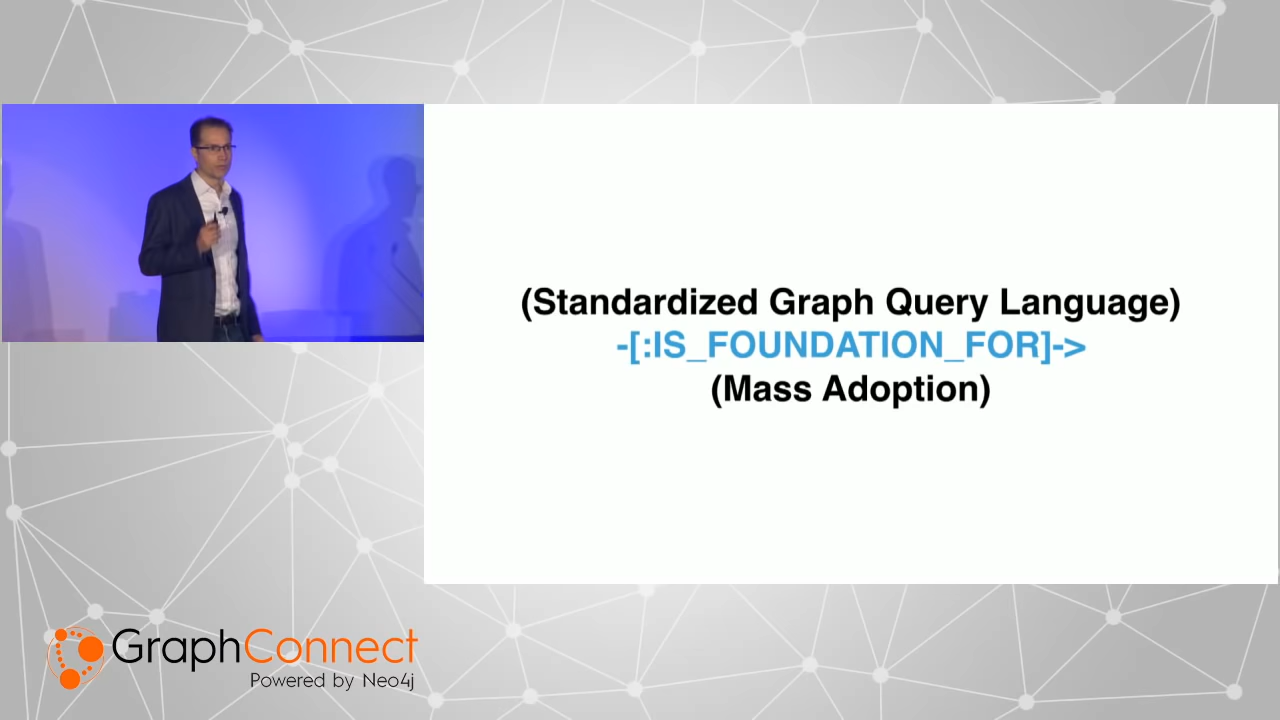 (Standardized Graph Query Language)
-[:IS_FOUNDATION_FOR]->
(Mass Adoption)
GraphConnect
Powered by Neo4j